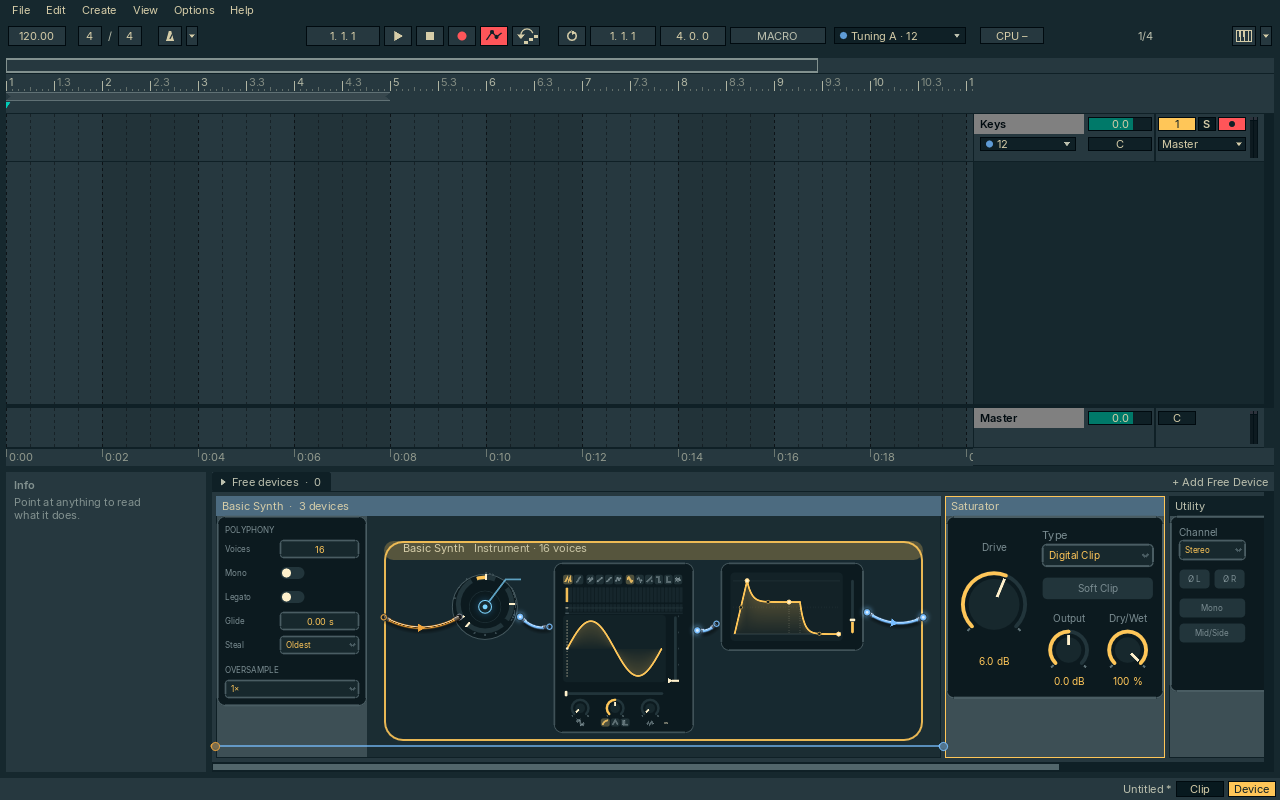 File Edit Create View Options Help
120.00 4 / 4 1. 1. 1 1. 1. 1 4. 0. 0 MACRO Tuning A · 12 CPU – 1/4
1 1.3 2 2.3 3 3.3 4 4.3 5 5.3 6 6.3 7 7.3 8 8.3 9 9.3 10 10.3 1
Keys 0.0 1 S
12 C Master
Master 0.0 C
0:00 0:02 0:04 0:06 0:08 0:10 0:12 0:14 0:16 0:18
Info
Point at anything to read
what it does.
Free devices · 0
+ Add Free Device
Basic Synth · 3 devices
POLYPHONY
Voices 16
Mono
Legato
Glide 0.00 s
Steal Oldest
OVERSAMPLE
1×
Basic Synth Instrument · 16 voices
Saturator
Drive
6.0 dB
Type
Digital Clip
Soft Clip
Output Dry/Wet
0.0 dB 100 %
Utility
Channel
Stereo
Ø L Ø R
Mono
Mid/Side
Untitled * Clip Device